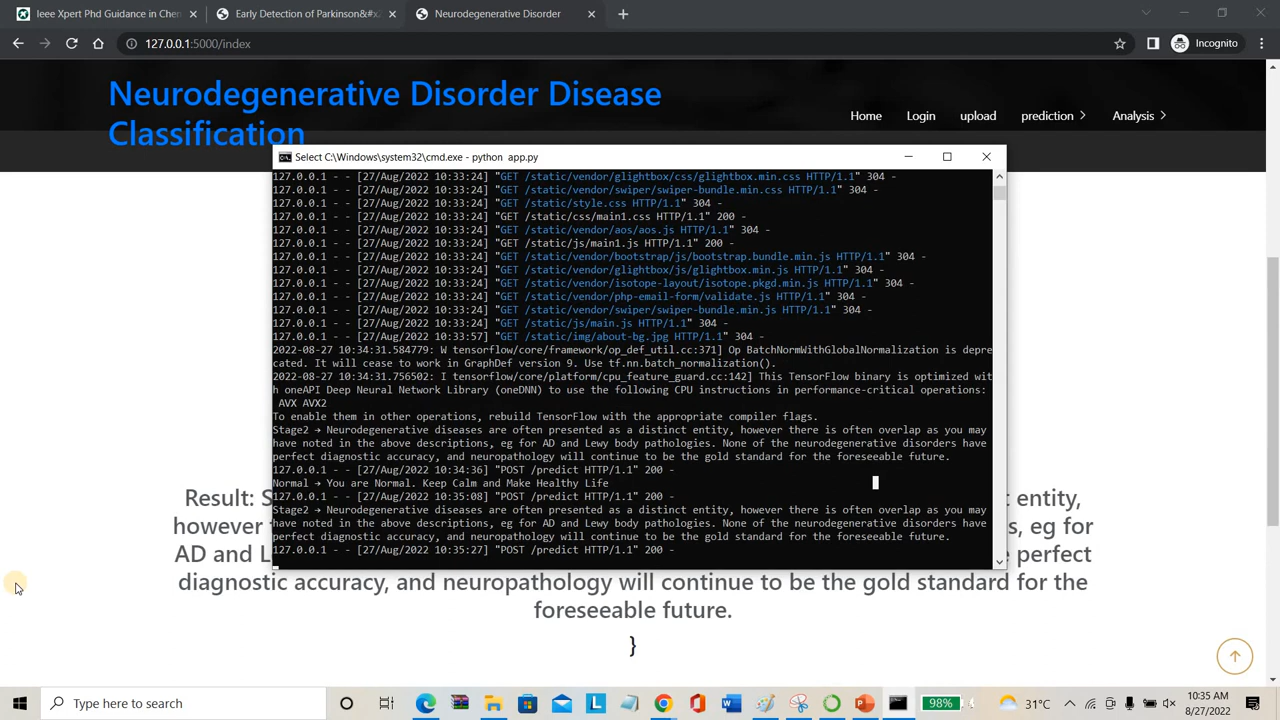 Ieee Xpert Phd Guidance in Chen
Early Detection of Parkinson&#x2
Neurodegenerative Disorder
127.0.0.1:5000/index
Incognito
Neurodegenerative Disorder Disease
Classification
Home
Login
upload
prediction
Analysis
Select C:\Windows\system32\cmd.exe - python  app.py
127.0.0.1 - - [27/Aug/2022 10:33:24] "GET /static/vendor/glightbox/css/glightbox.min.css HTTP/1.1" 304 -
127.0.0.1 - - [27/Aug/2022 10:33:24] "GET /static/vendor/swiper/swiper-bundle.min.css HTTP/1.1" 304 -
127.0.0.1 - - [27/Aug/2022 10:33:24] "GET /static/style.css HTTP/1.1" 304 -
127.0.0.1 - - [27/Aug/2022 10:33:24] "GET /static/css/main1.css HTTP/1.1" 200 -
127.0.0.1 - - [27/Aug/2022 10:33:24] "GET /static/vendor/aos/aos.js HTTP/1.1" 304 -
127.0.0.1 - - [27/Aug/2022 10:33:24] "GET /static/js/main1.js HTTP/1.1" 200 -
127.0.0.1 - - [27/Aug/2022 10:33:24] "GET /static/vendor/bootstrap/js/bootstrap.bundle.min.js HTTP/1.1" 304 -
127.0.0.1 - - [27/Aug/2022 10:33:24] "GET /static/vendor/glightbox/js/glightbox.min.js HTTP/1.1" 304 -
127.0.0.1 - - [27/Aug/2022 10:33:24] "GET /static/vendor/isotope-layout/isotope.pkgd.min.js HTTP/1.1" 304 -
127.0.0.1 - - [27/Aug/2022 10:33:24] "GET /static/vendor/php-email-form/validate.js HTTP/1.1" 304 -
127.0.0.1 - - [27/Aug/2022 10:33:24] "GET /static/vendor/swiper/swiper-bundle.min.js HTTP/1.1" 304 -
127.0.0.1 - - [27/Aug/2022 10:33:24] "GET /static/js/main.js HTTP/1.1" 304 -
127.0.0.1 - - [27/Aug/2022 10:33:57] "GET /static/img/about-bg.jpg HTTP/1.1" 304 -
2022-08-27 10:34:31.584779: W tensorflow/core/framework/op_def_util.cc:371] Op BatchNormWithGlobalNormalization is depre
cated. It will cease to work in GraphDef version 9. Use tf.nn.batch_normalization().
2022-08-27 10:34:31.756502: I tensorflow/core/platform/cpu_feature_guard.cc:142] This TensorFlow binary is optimized wit
h oneAPI Deep Neural Network Library (oneDNN) to use the following CPU instructions in performance-critical operations:
AVX AVX2
To enable them in other operations, rebuild TensorFlow with the appropriate compiler flags.
Stage2 → Neurodegenerative diseases are often presented as a distinct entity, however there is often overlap as you may
have noted in the above descriptions, eg for AD and Lewy body pathologies. None of the neurodegenerative disorders have
perfect diagnostic accuracy, and neuropathology will continue to be the gold standard for the foreseeable future.
127.0.0.1 - - [27/Aug/2022 10:34:36] "POST /predict HTTP/1.1" 200 -
Normal → You are Normal. Keep Calm and Make Healthy Life
127.0.0.1 - - [27/Aug/2022 10:35:08] "POST /predict HTTP/1.1" 200 -
Stage2 → Neurodegenerative diseases are often presented as a distinct entity, however there is often overlap as you may
have noted in the above descriptions, eg for AD and Lewy body pathologies. None of the neurodegenerative disorders have
perfect diagnostic accuracy, and neuropathology will continue to be the gold standard for the foreseeable future.
127.0.0.1 - - [27/Aug/2022 10:35:27] "POST /predict HTTP/1.1" 200 -
Result: S t entity,
however s, eg for
AD and L e perfect
diagnostic accuracy, and neuropathology will continue to be the gold standard for the
foreseeable future.
}
Type here to search
98%
31°C
10:35 AM
8/27/2022